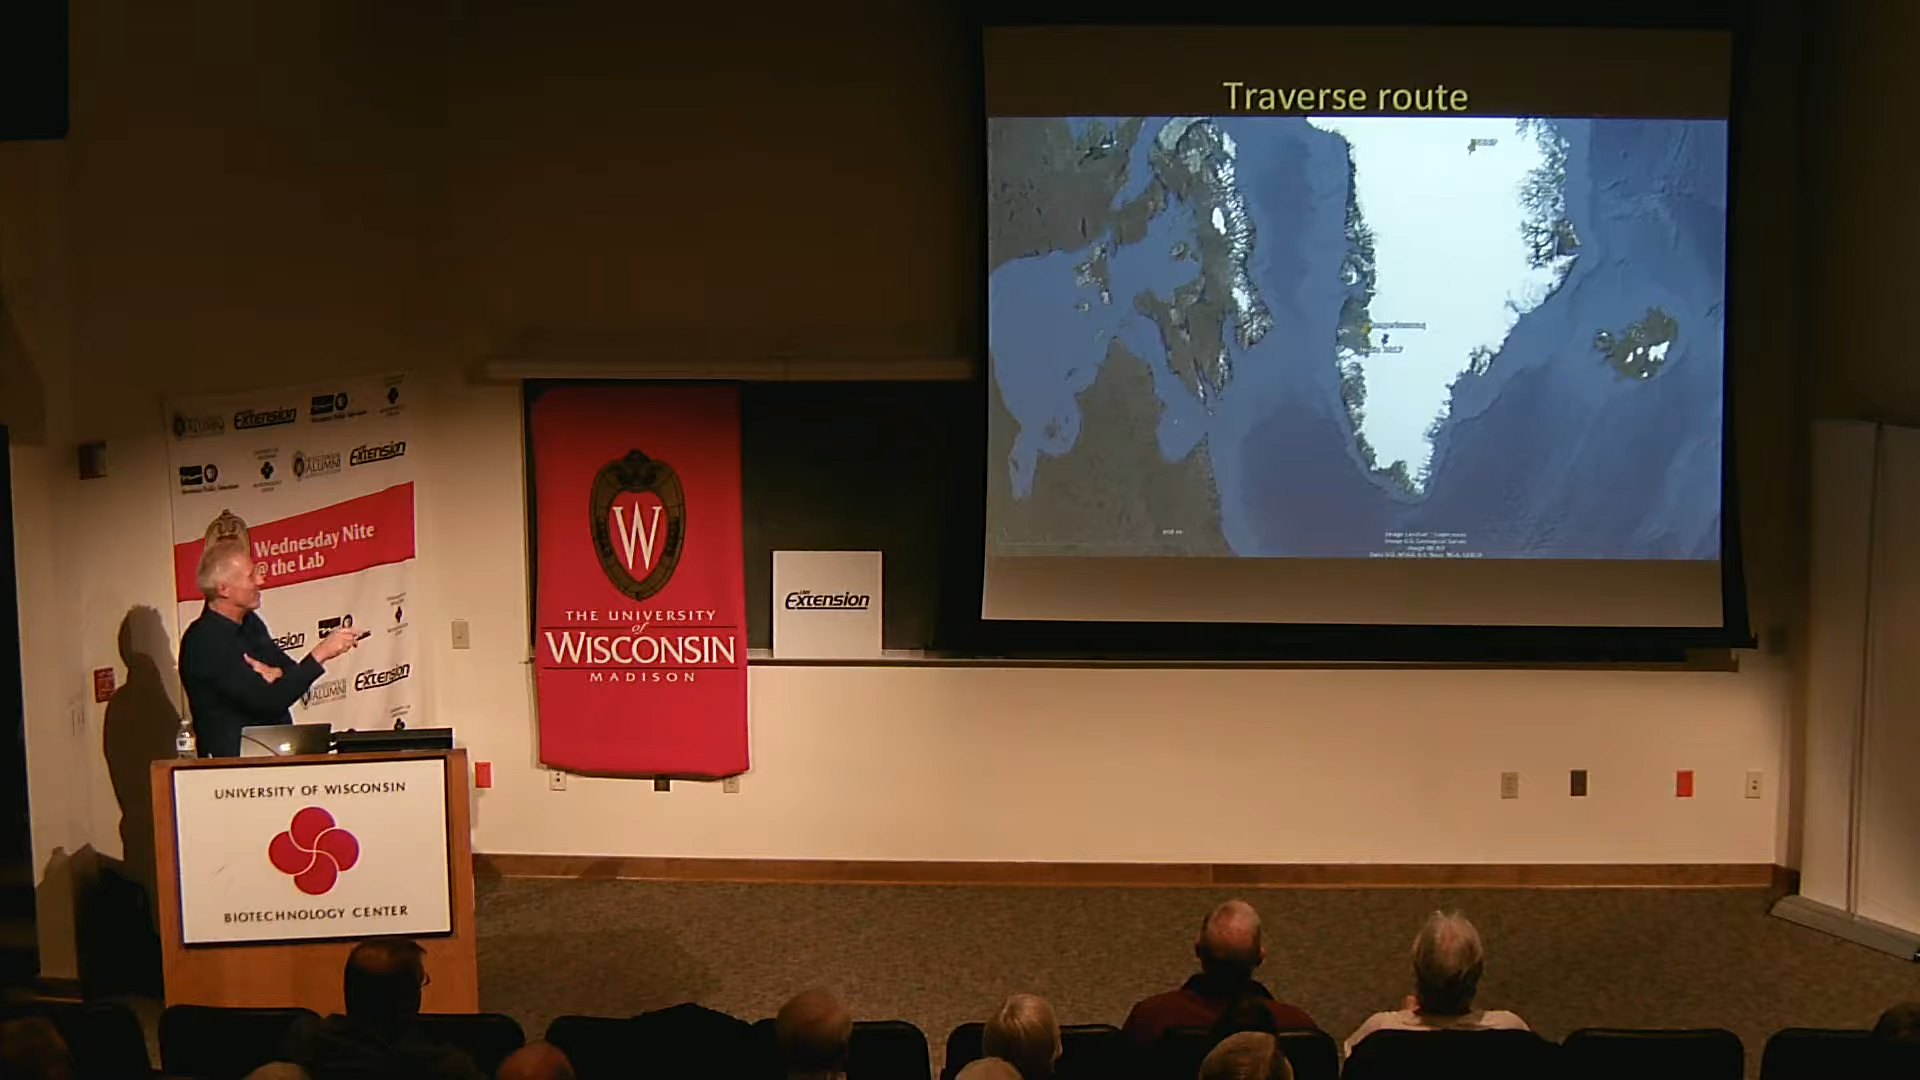 Traverse route
Extension
ALUMNI
Extension
Wednesday Nite
@ the Lab
ALUMNI
Extension
W
THE UNIVERSITY
of
WISCONSIN
MADISON
Extension
UNIVERSITY OF WISCONSIN
BIOTECHNOLOGY CENTER